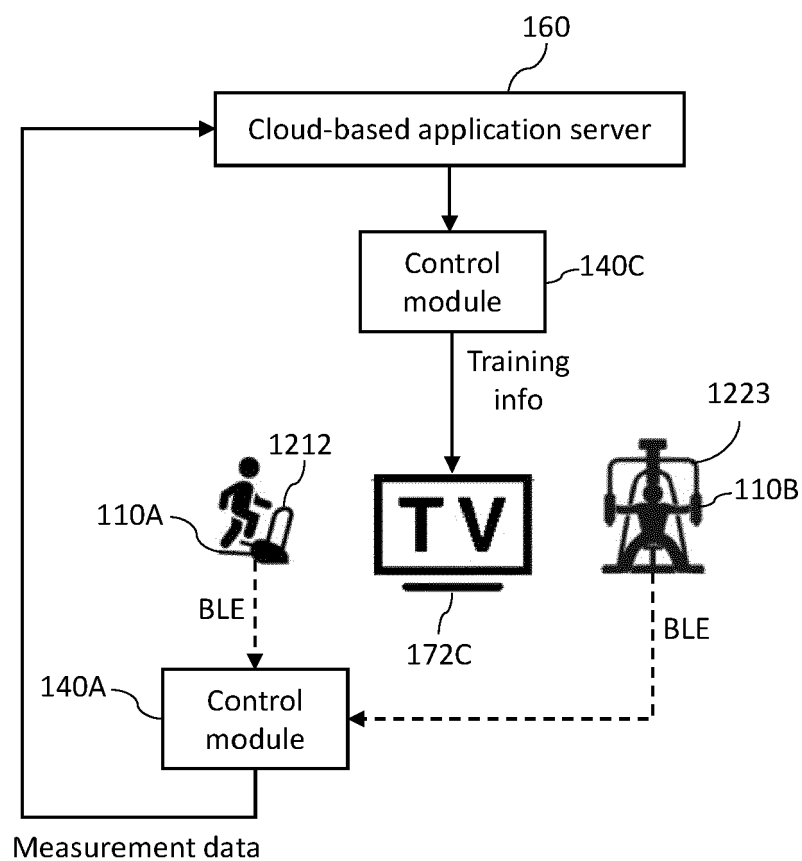 160
Cloud-based application server
Control
module
140C
Training
info
1223
1212
110A
TV
110B
BLE
BLE
172C
140A
Control
module
Measurement data